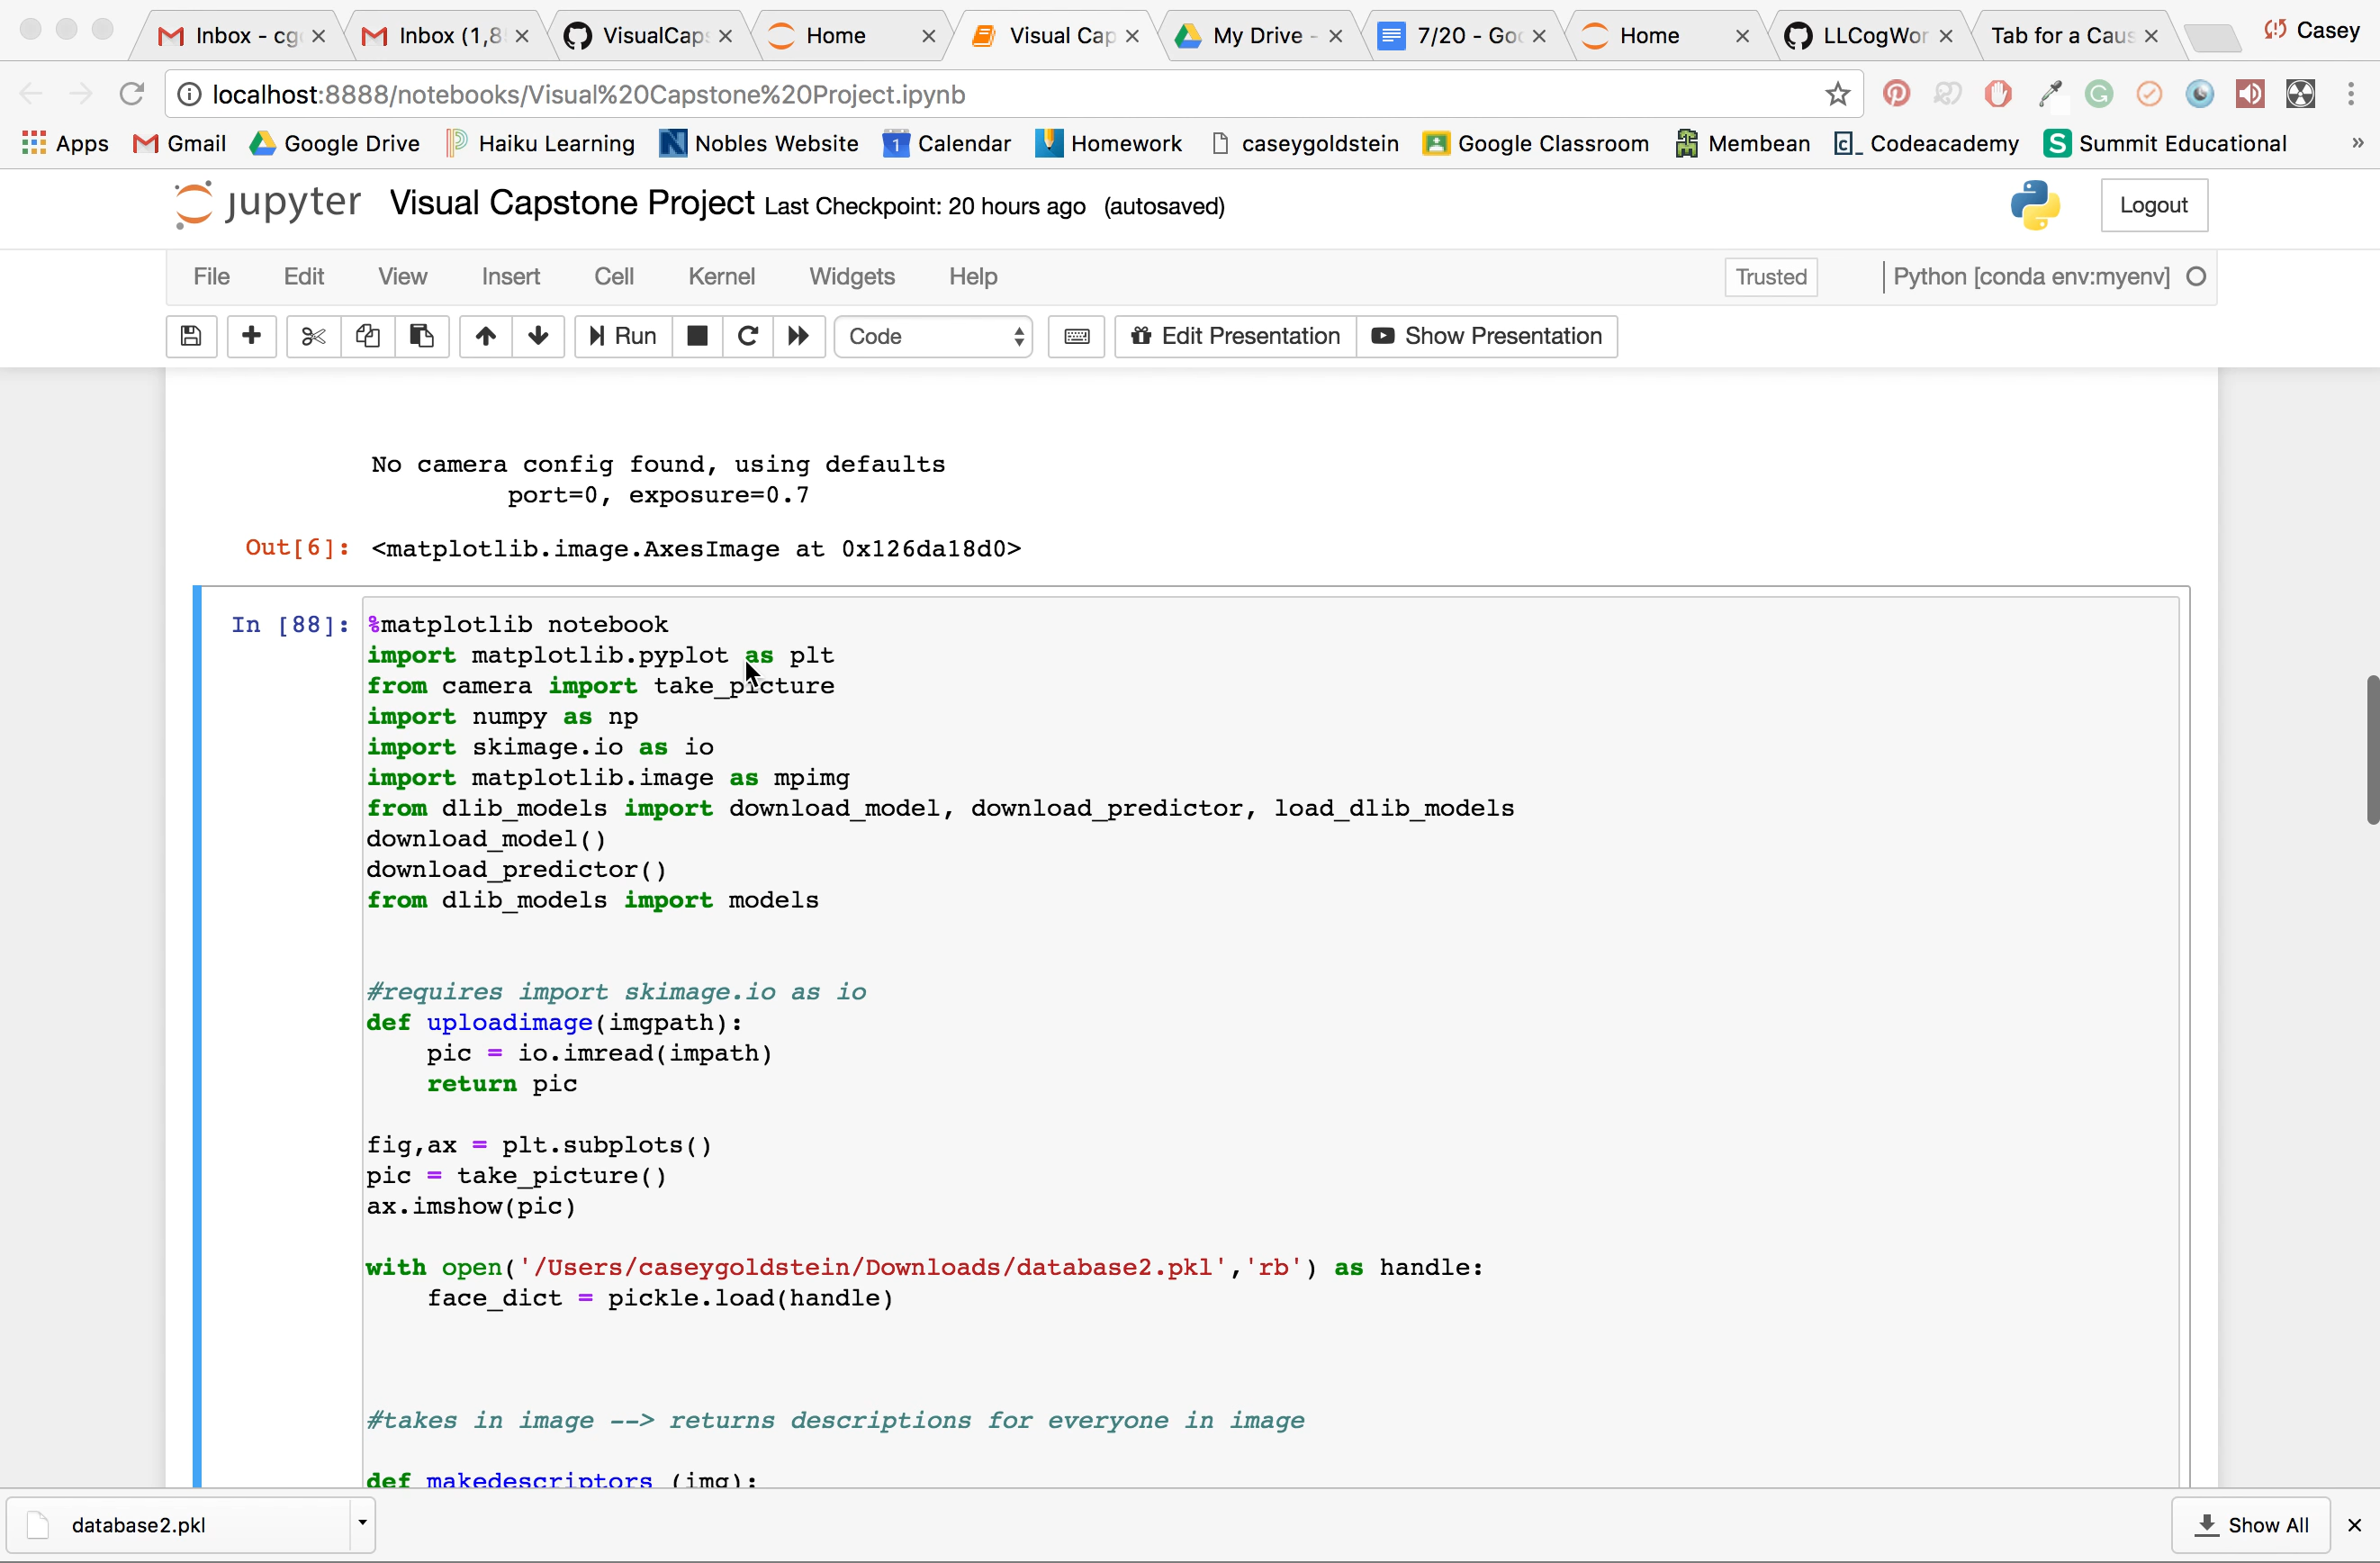 Inbox - cg
Inbox (1,8
VisualCap
Home
Visual Cap
My Drive -
7/20 - Go
Home
LLCogWor
Tab for a Cau
Casey
localhost:8888/notebooks/Visual%20Capstone%20Project.ipynb
Apps
Gmail
Google Drive
Haiku Learning
Nobles Website
Calendar
Homework
caseygoldstein
Google Classroom
Membean
Codeacademy
Summit Educational
»
jupyter
Visual Capstone Project Last Checkpoint: 20 hours ago (autosaved)
Logout
File Edit View Insert Cell Kernel Widgets Help
Trusted
Python [conda env:myenv]
Run
Code
Edit Presentation
Show Presentation
No camera config found, using defaults
port=0, exposure=0.7
Out[6]: <matplotlib.image.AxesImage at 0x126da18d0>
In [88]: %matplotlib notebook
import matplotlib.pyplot as plt
from camera import take_picture
import numpy as np
import skimage.io as io
import matplotlib.image as mpimg
from dlib_models import download_model, download_predictor, load_dlib_models
download_model()
download_predictor()
from dlib_models import models
#requires import skimage.io as io
def uploadimage(imgpath):
pic = io.imread(impath)
return pic
fig,ax = plt.subplots()
pic = take_picture()
ax.imshow(pic)
with open('/Users/caseygoldstein/Downloads/database2.pkl','rb') as handle:
face_dict = pickle.load(handle)
#takes in image --> returns descriptions for everyone in image
def makedescriptors (img):
database2.pkl
Show All